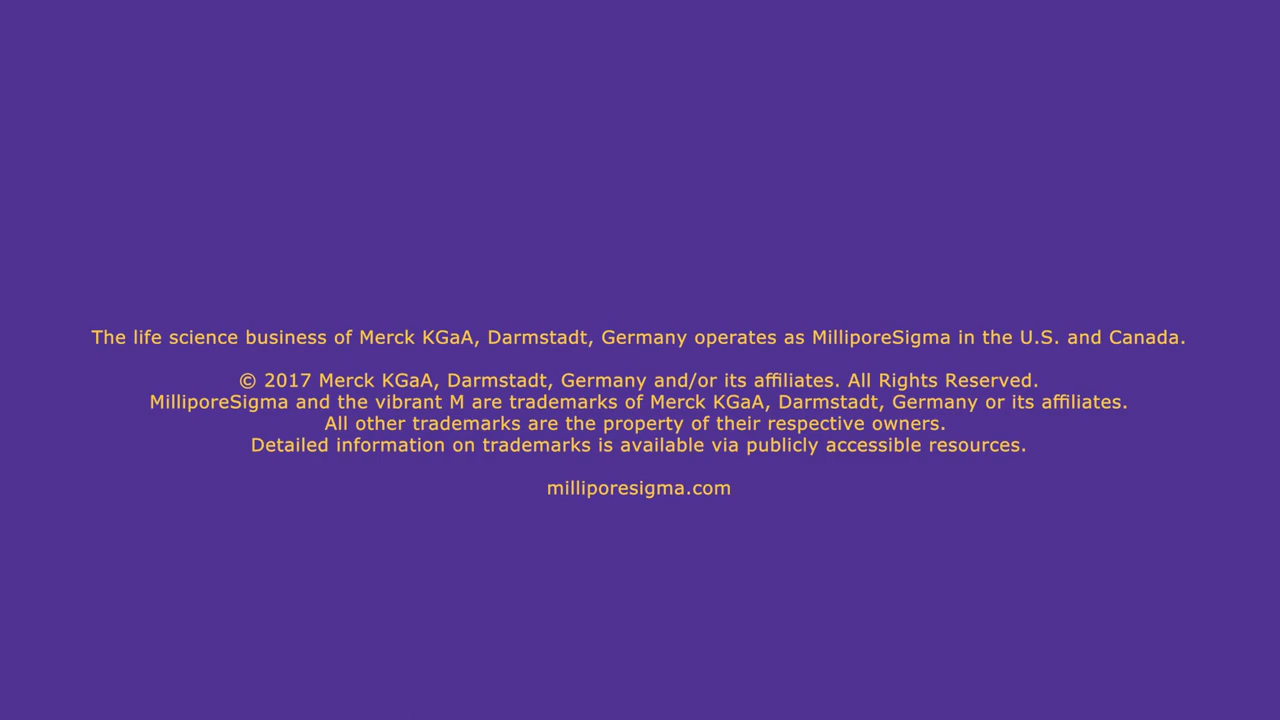 The life science business of Merck KGaA, Darmstadt, Germany operates as MilliporeSigma in the U.S. and Canada.
© 2017 Merck KGaA, Darmstadt, Germany and/or its affiliates. All Rights Reserved.
MilliporeSigma and the vibrant M are trademarks of Merck KGaA, Darmstadt, Germany or its affiliates.
All other trademarks are the property of their respective owners.
Detailed information on trademarks is available via publicly accessible resources.
milliporesigma.com